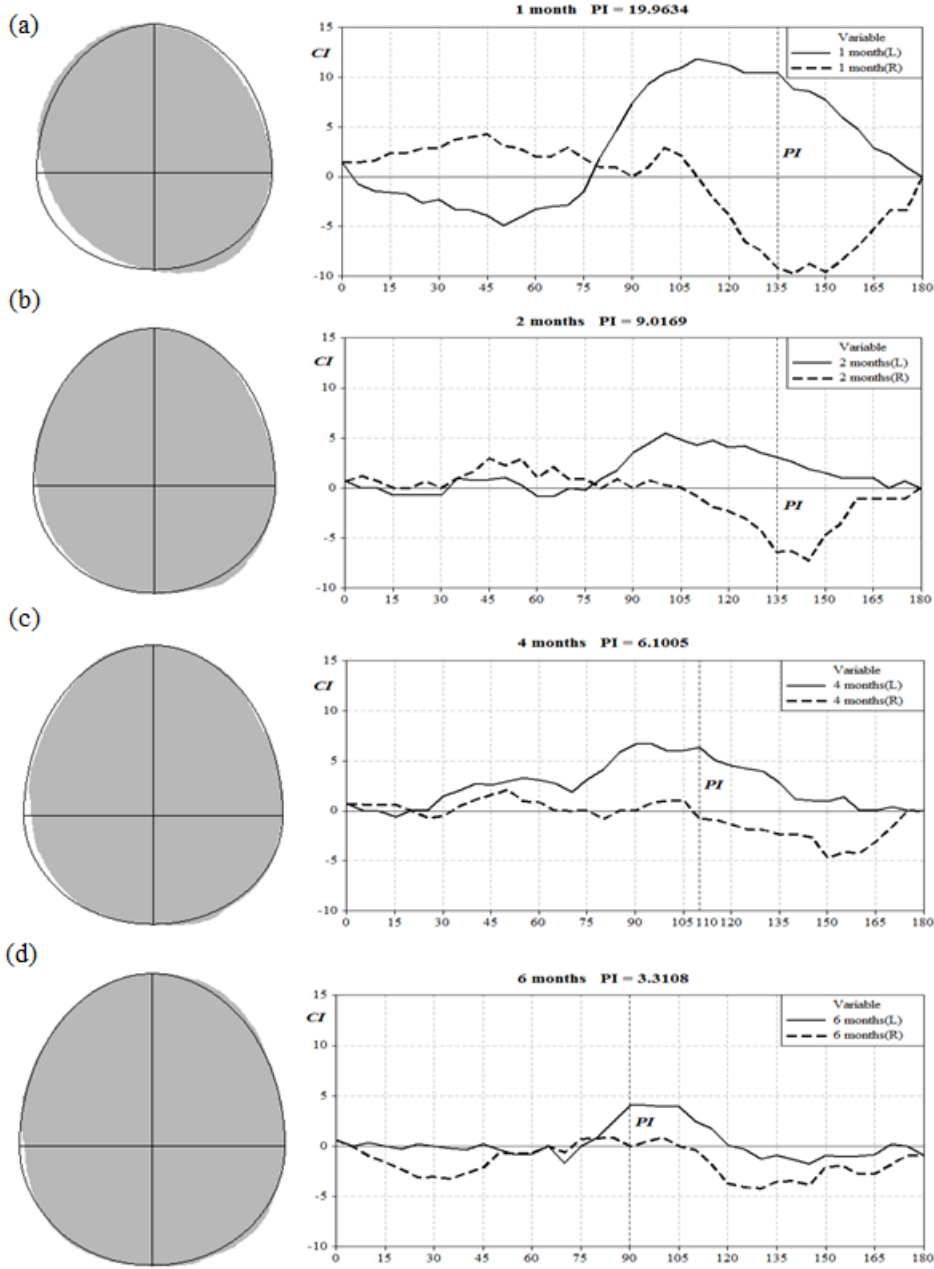 (a)
1 month PI = 19.9634
CI
15
10
5
0
-5
-10
Variable
1 month(L)
1 month(R)
PI
0 15 30 45 60 75 90 105 120 135 150 165 180
(b)
2 months PI = 9.0169
CI
15
10
5
0
-5
-10
Variable
2 months(L)
2 months(R)
PI
0 15 30 45 60 75 90 105 120 135 150 165 180
(c)
4 months PI = 6.1005
CI
15
10
5
0
-5
-10
Variable
4 months(L)
4 months(R)
PI
0 15 30 45 60 75 90 105 110 120 135 150 165 180
(d)
6 months PI = 3.3108
CI
15
10
5
0
-5
-10
Variable
6 months(L)
6 months(R)
PI
0 15 30 45 60 75 90 105 120 135 150 165 180